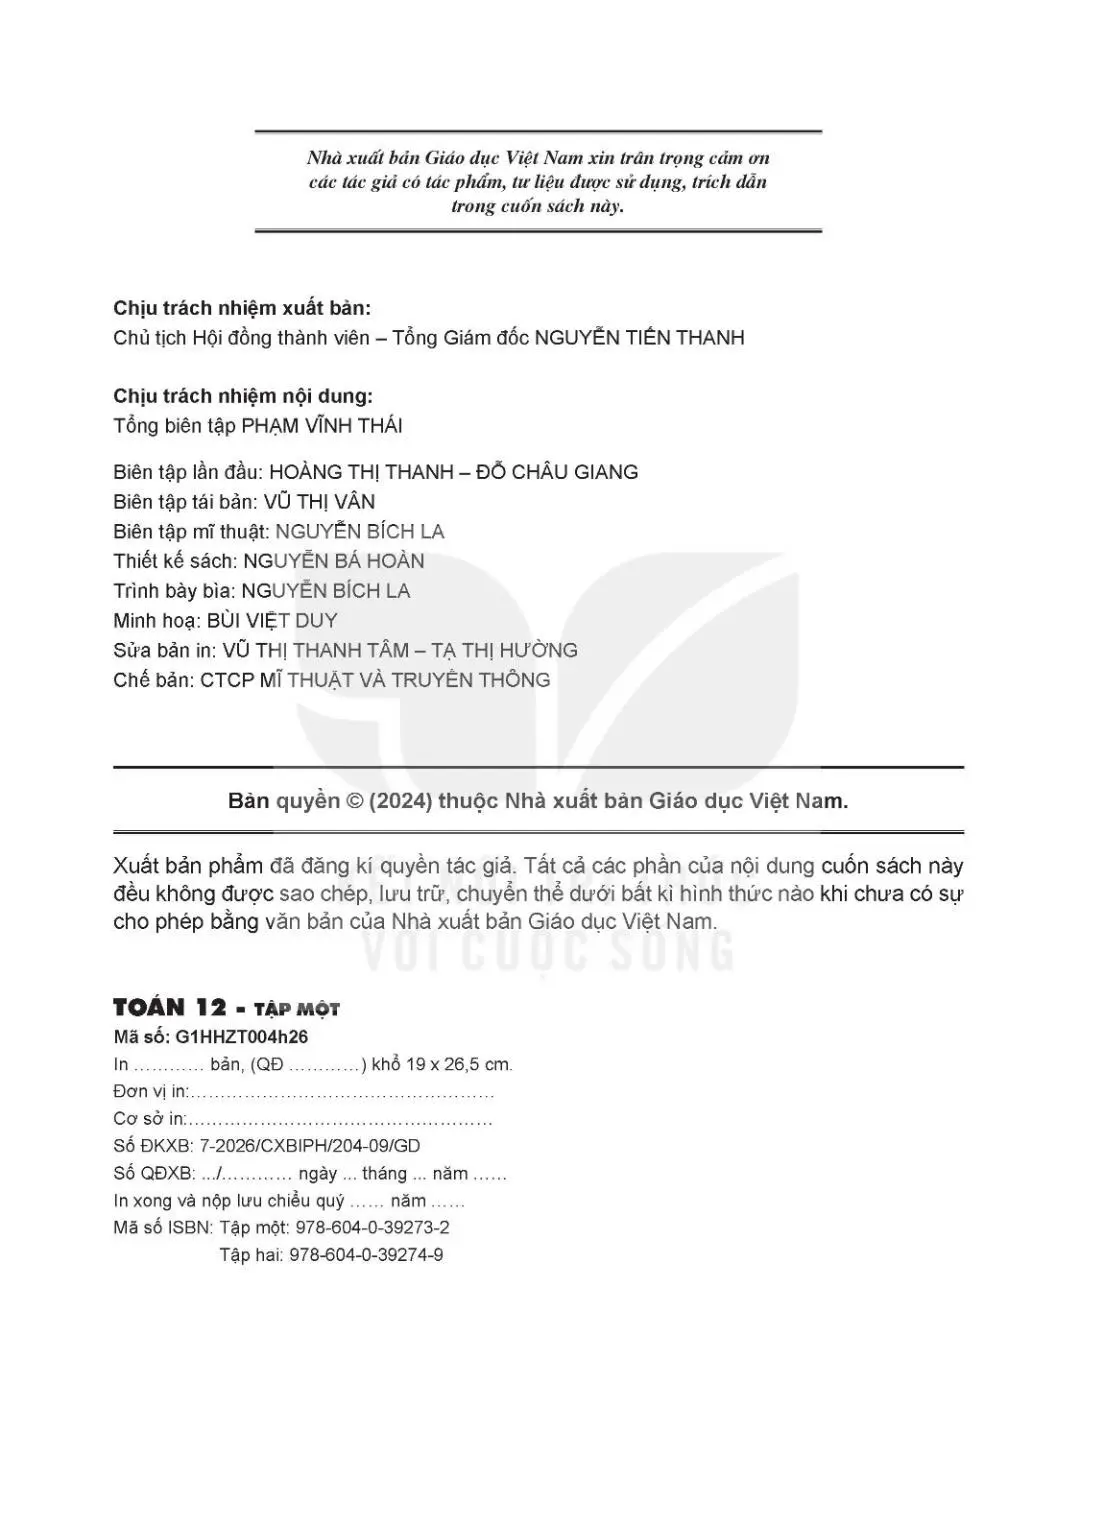 Nhà xuất bản Giáo dục Việt Nam xin trân trọng cảm ơn
các tác giả có tác phẩm, tư liệu được sử dụng, trích dẫn
trong cuốn sách này.
Chịu trách nhiệm xuất bản:
Chủ tịch Hội đồng thành viên – Tổng Giám đốc NGUYỄN TIẾN THANH
Chịu trách nhiệm nội dung:
Tổng biên tập PHẠM VĨNH THÁI
Biên tập lần đầu: HOÀNG THỊ THANH – ĐỖ CHÂU GIANG
Biên tập tái bản: VŨ THỊ VÂN
Biên tập mĩ thuật: NGUYỄN BÍCH LA
Thiết kế sách: NGUYỄN BÁ HOÀN
Trình bày bìa: NGUYỄN BÍCH LA
Minh hoạ: BÙI VIỆT DUY
Sửa bản in: VŨ THỊ THANH TÂM – TẠ THỊ HƯỜNG
Chế bản: CTCP MĨ THUẬT VÀ TRUYỀN THÔNG
Bản quyền © (2024) thuộc Nhà xuất bản Giáo dục Việt Nam.
Xuất bản phẩm đã đăng kí quyền tác giả. Tất cả các phần của nội dung cuốn sách này
đều không được sao chép, lưu trữ, chuyển thể dưới bất kì hình thức nào khi chưa có sự
cho phép bằng văn bản của Nhà xuất bản Giáo dục Việt Nam.
VỚI CUỘC SỐNG
TOÁN 12 - TẬP MỘT
Mã số: G1HHZT004h26
In ………… bản, (QĐ …………) khổ 19 x 26,5 cm.
Đơn vị in:……………………………………………
Cơ sở in:……………………………………………
Số ĐKXB: 7-2026/CXBIPH/204-09/GD
Số QĐXB: .../………… ngày ... tháng ... năm ……
In xong và nộp lưu chiểu quý …… năm ……
Mã số ISBN: Tập một: 978-604-0-39273-2
Tập hai: 978-604-0-39274-9